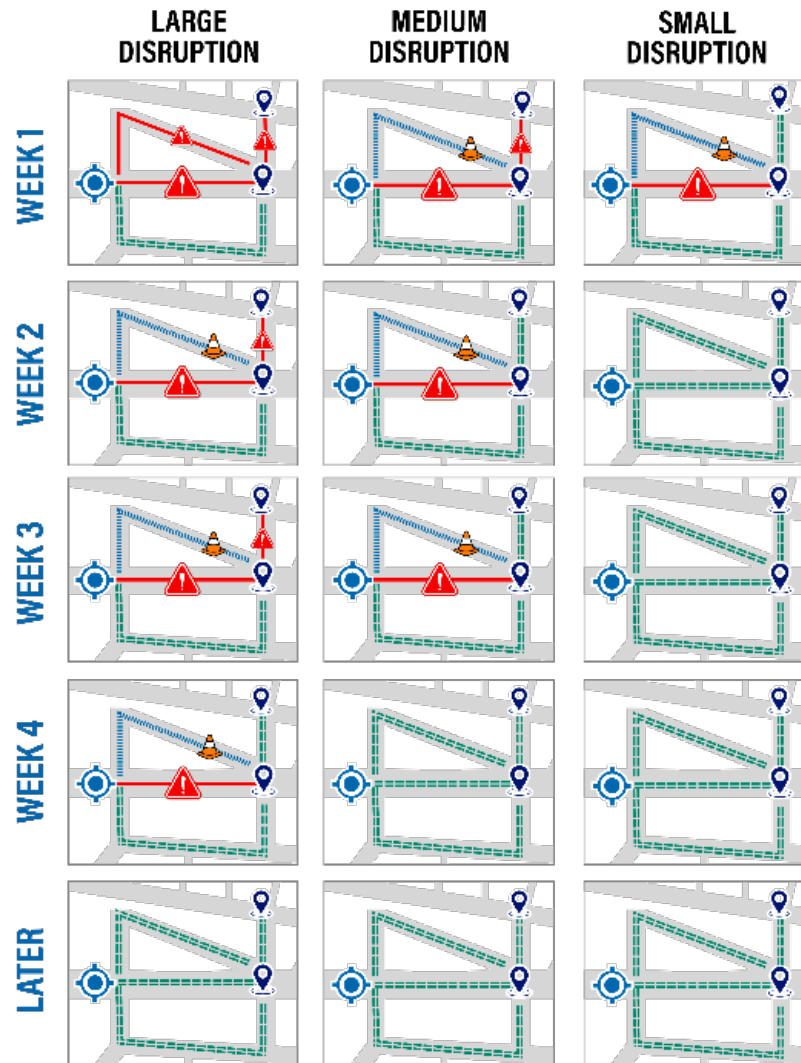 LARGE
DISRUPTION
MEDIUM
DISRUPTION
SMALL
DISRUPTION
WEEK 1
WEEK 2
WEEK 3
WEEK 4
LATER